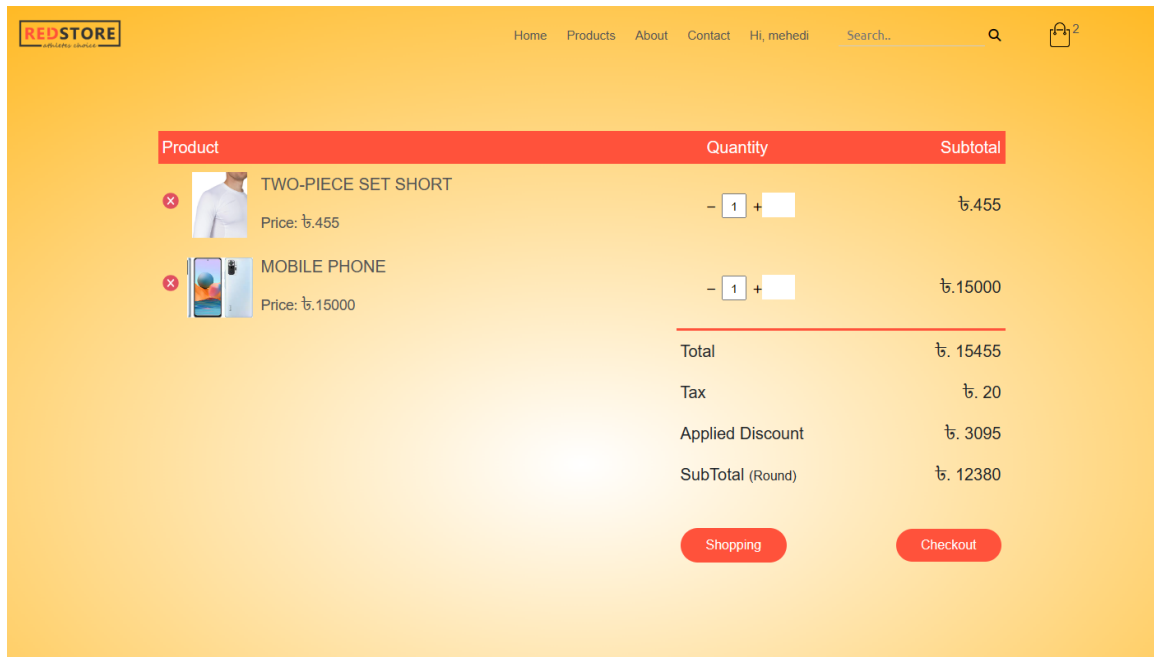 REDSTORE
athletes choice
Home Products About Contact Hi, mehedi Search.. 2
Product Quantity Subtotal
TWO-PIECE SET SHORT
Price: ৳.455
− 1 +
৳.455
MOBILE PHONE
Price: ৳.15000
− 1 +
৳.15000
Total ৳. 15455
Tax ৳. 20
Applied Discount ৳. 3095
SubTotal (Round) ৳. 12380
Shopping Checkout